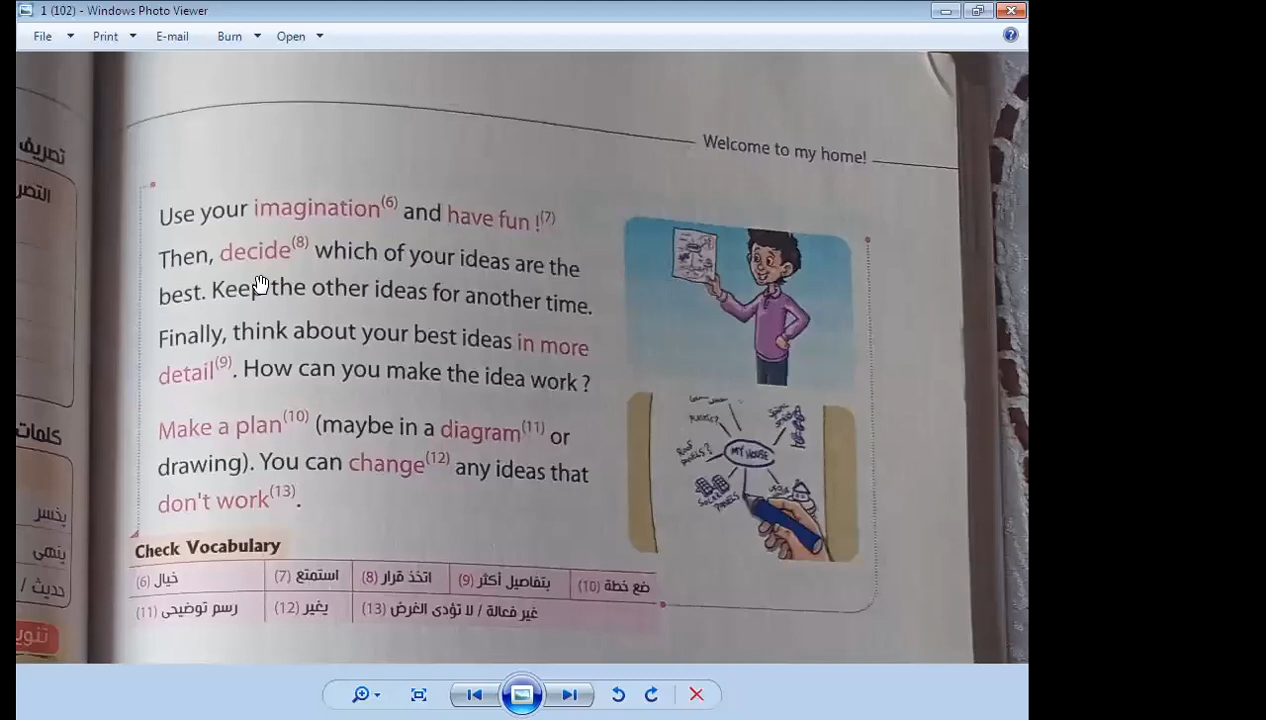 1 (102) - Windows Photo Viewer
File Print E-mail Burn Open
Welcome to my home!
Use your imagination(6) and have fun !(7)
Then, decide(8) which of your ideas are the
best. Keep the other ideas for another time.
Finally, think about your best ideas in more
detail(9). How can you make the idea work ?
Make a plan(10) (maybe in a diagram(11) or
drawing). You can change(12) any ideas that
don't work(13).
MY HOUSE
SOLAR PANELS
Check Vocabulary
(6) خيال (7) استمتع (8) اتخذ قرار (9) بتفاصيل أكثر (10) ضع خطة
(11) رسم توضيحى (12) يغير (13) غير فعالة / لا تؤدى الغرض
تصريف
التصر
كلمات
يخسر
ينهى
حديث /
تنوي